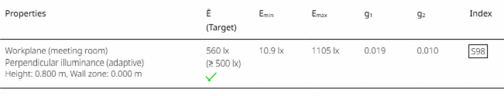 Properties Ē Emin Emax g1 g2 Index
(Target)
Workplane (meeting room) 560 lx 10.9 lx 1105 lx 0.019 0.010 S98
Perpendicular illuminance (adaptive) (≥ 500 lx)
Height: 0.800 m, Wall zone: 0.000 m ✓